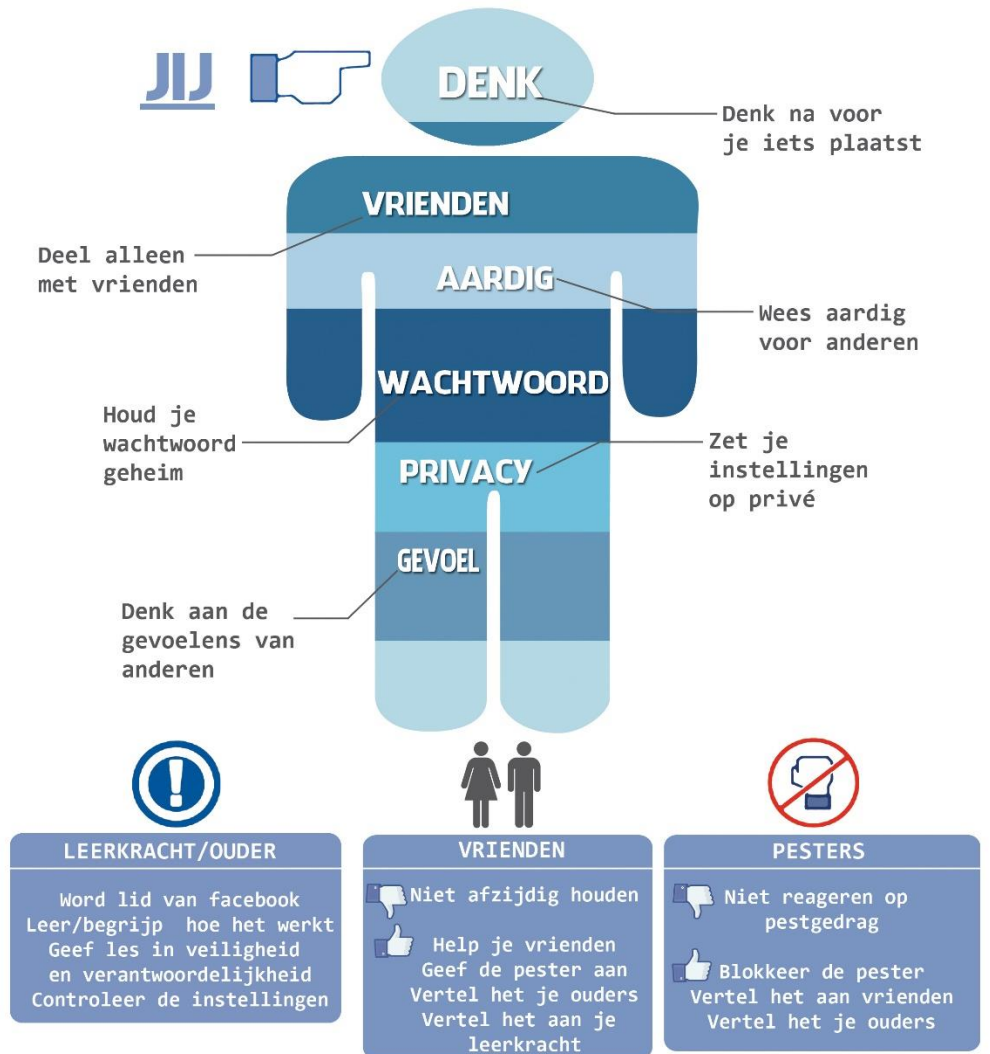 JIJ
DENK
Denk na voor
je iets plaatst
VRIENDEN
Deel alleen
met vrienden
AARDIG
Wees aardig
voor anderen
WACHTWOORD
Houd je
wachtwoord
geheim
PRIVACY
Zet je
instellingen
op privé
GEVOEL
Denk aan de
gevoelens van
anderen
LEERKRACHT/OUDER
Word lid van facebook
Leer/begrijp hoe het werkt
Geef les in veiligheid
en verantwoordelijkheid
Controleer de instellingen
VRIENDEN
Niet afzijdig houden
Help je vrienden
Geef de pester aan
Vertel het je ouders
Vertel het aan je
leerkracht
PESTERS
Niet reageren op
pestgedrag
Blokkeer de pester
Vertel het aan vrienden
Vertel het je ouders